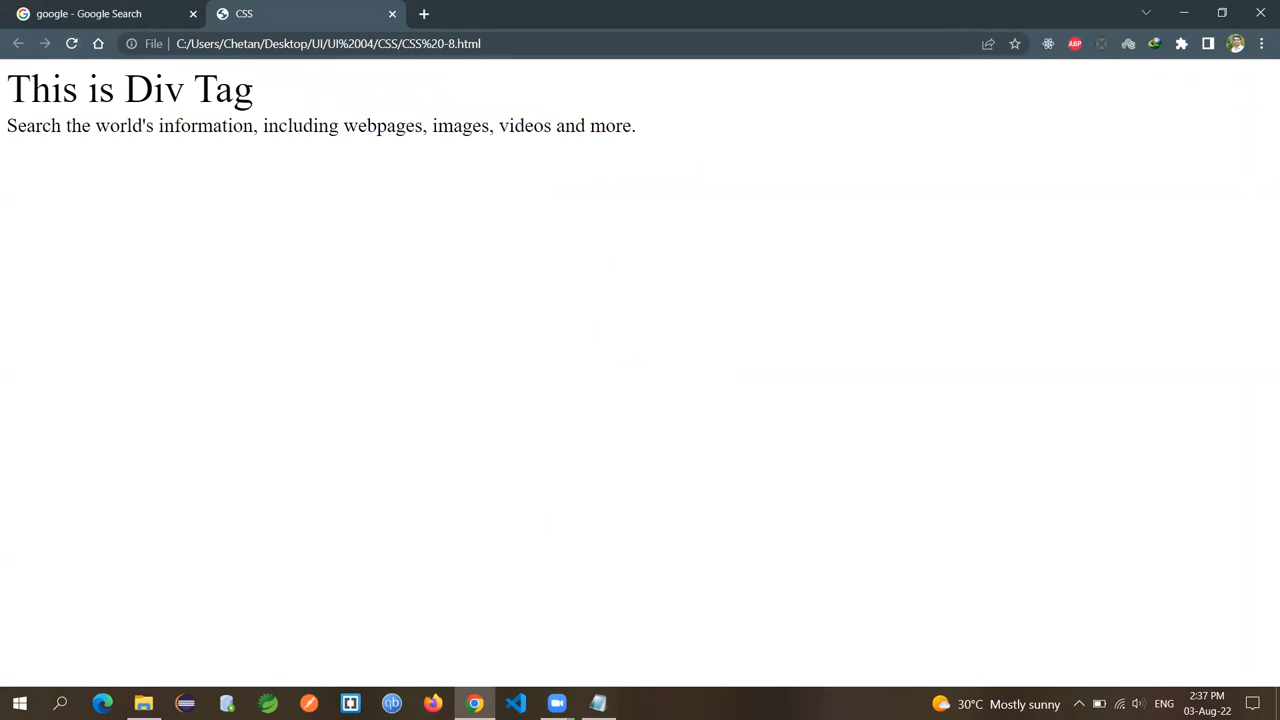 google - Google Search
CSS
File
C:/Users/Chetan/Desktop/UI/UI%2004/CSS/CSS%20-8.html
ABP
This is Div Tag
Search the world's information, including webpages, images, videos and more.
qb
30°C Mostly sunny
ENG
2:37 PM
03-Aug-22